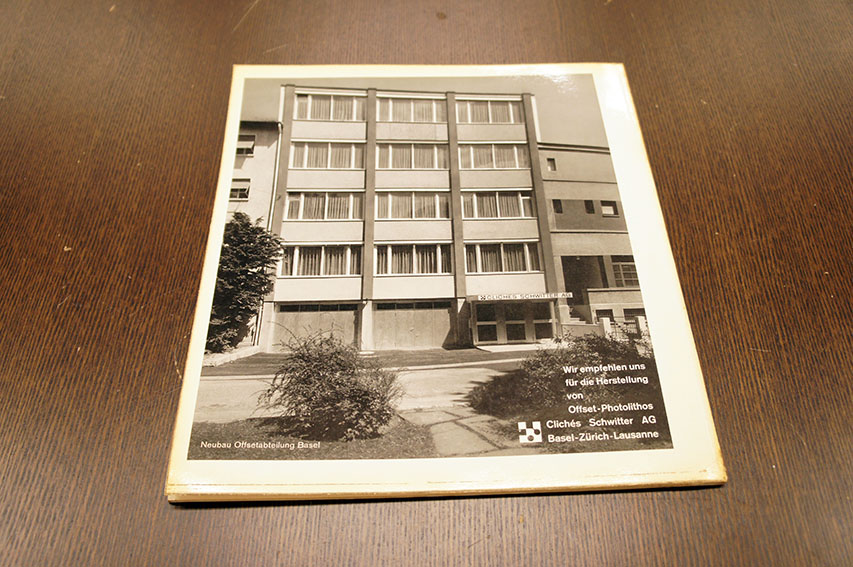 CLICHÉS SCHWITTER AG
Wir empfehlen uns
für die Herstellung
von
Offset-Photolithos
Clichés Schwitter AG
Basel-Zürich-Lausanne
Neubau Offsetabteilung Basel